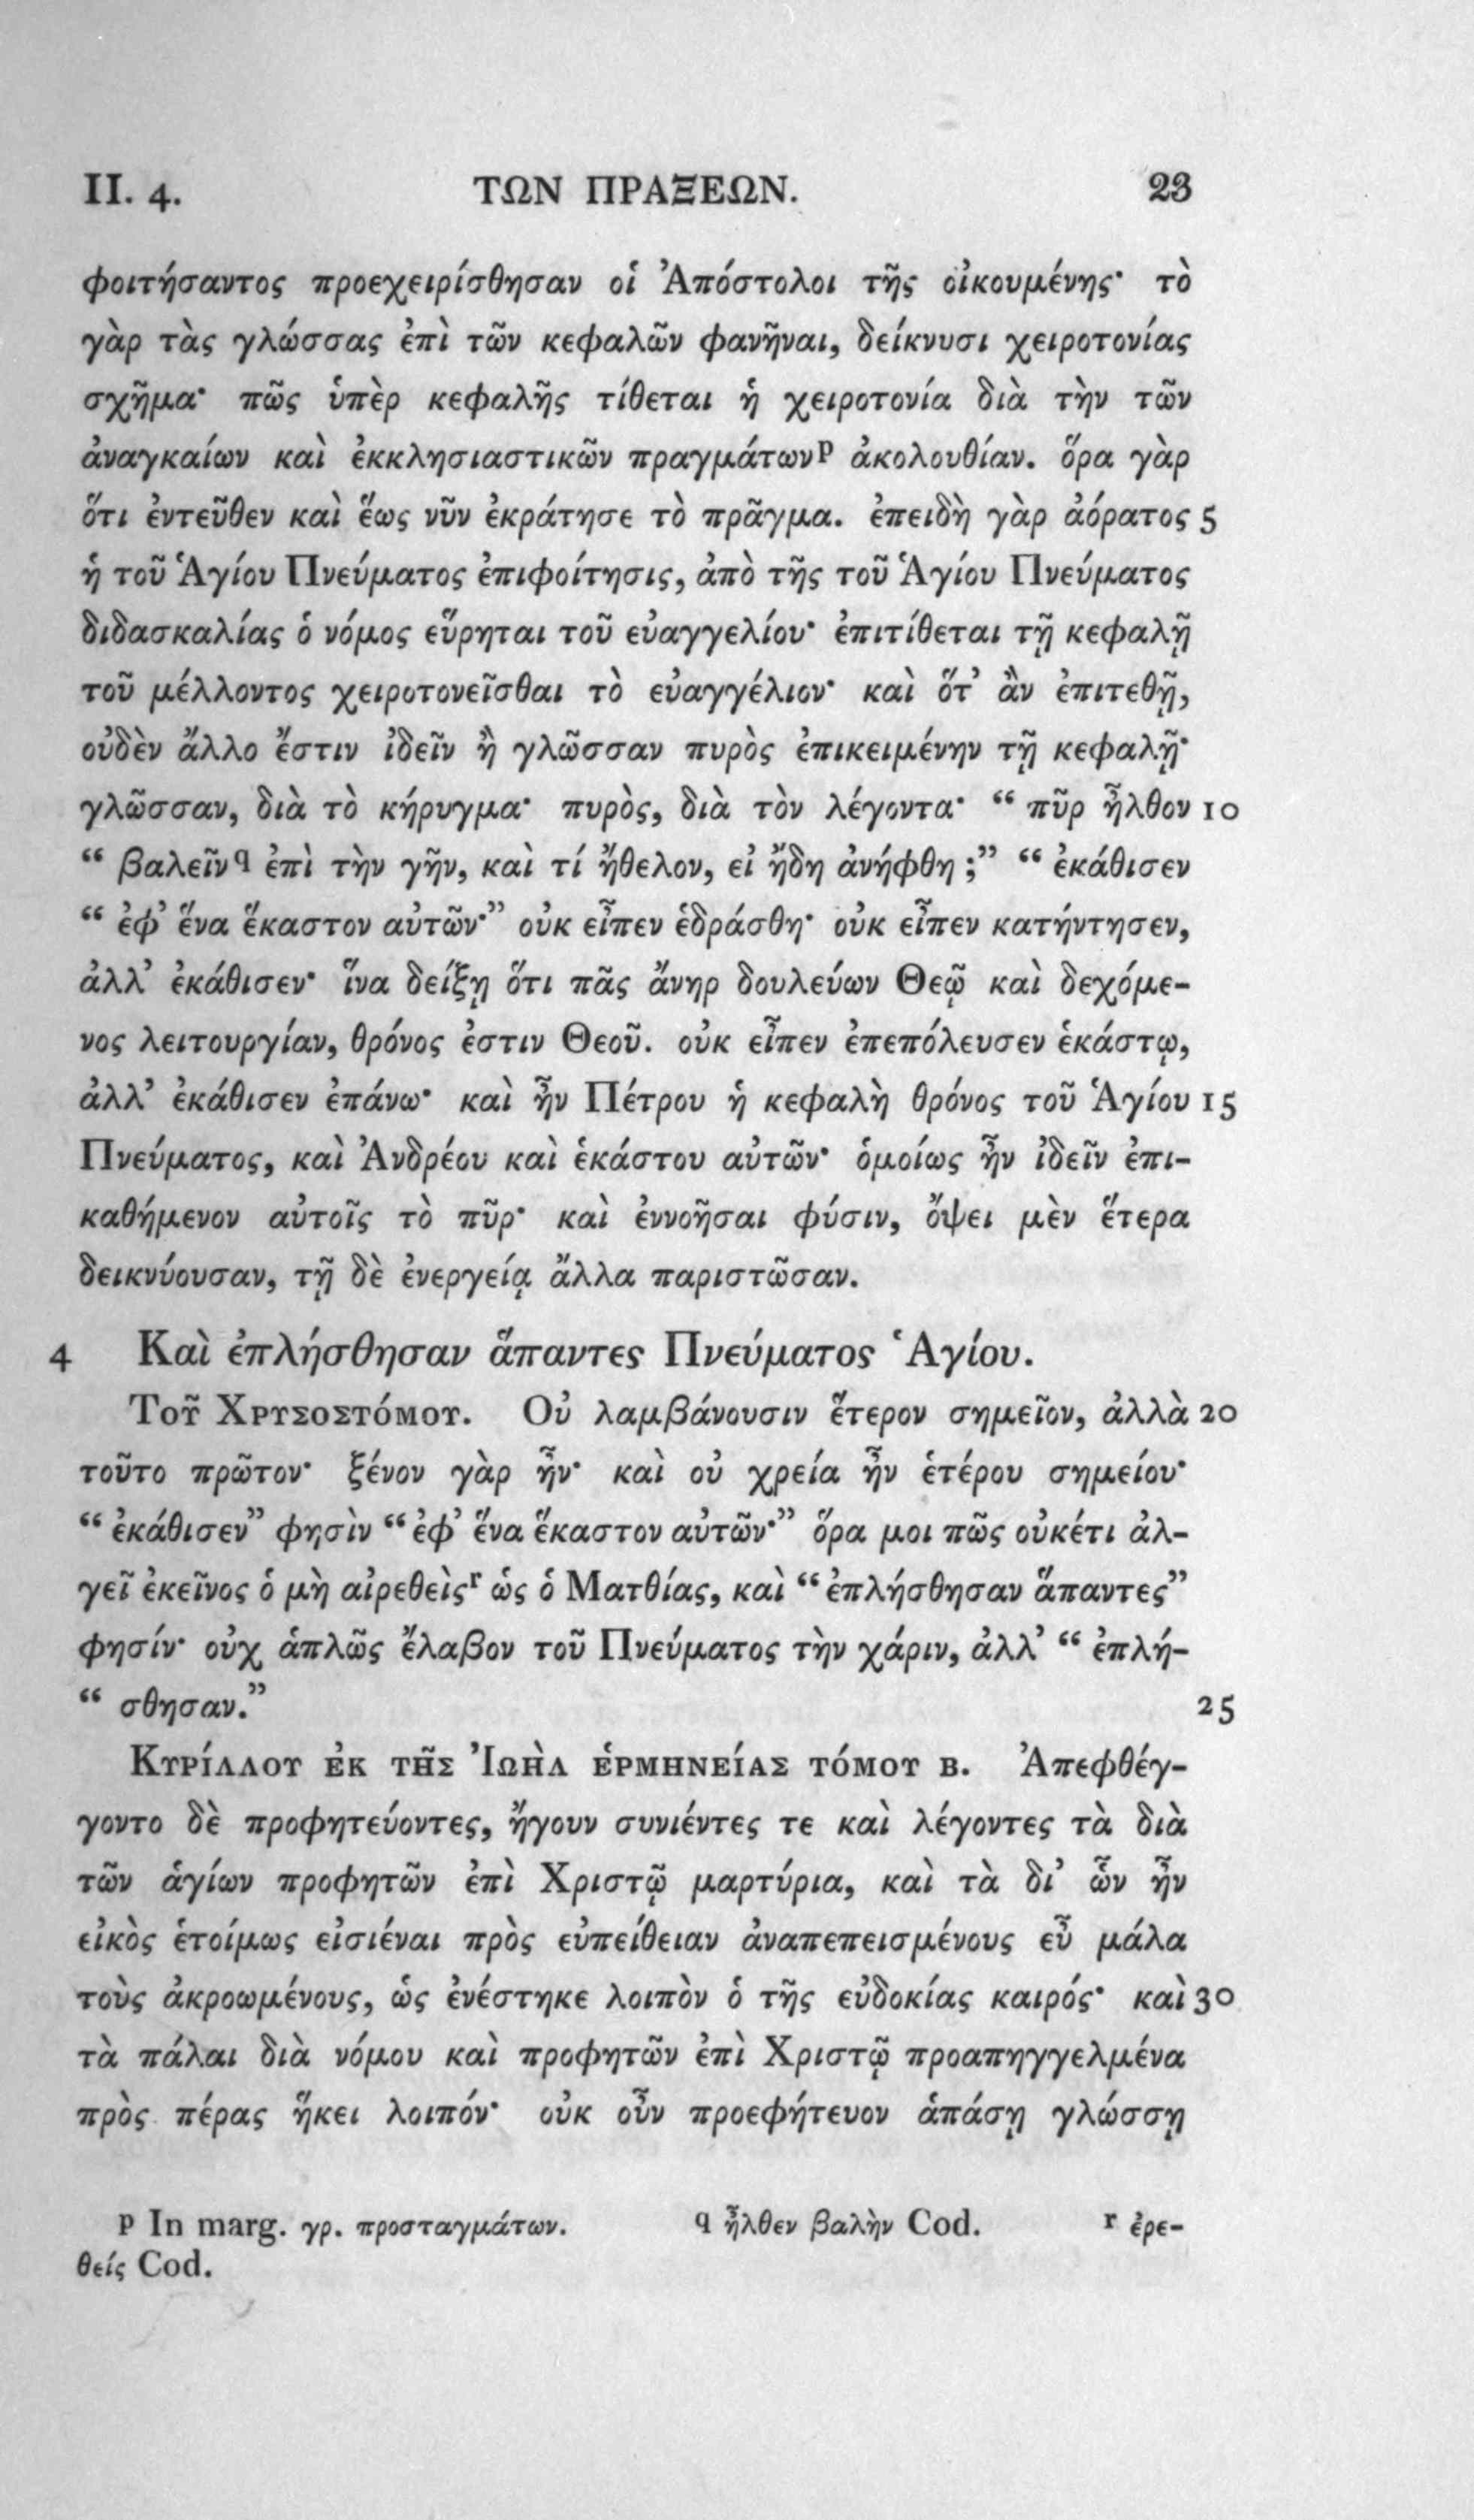 II. 4. ΤΩΝ ΠΡΑΞΕΩΝ. 23
φοιτήσαντος προεχειρίσθησαν οἱ Ἀπόστολοι τῆς οἰκουμένης· τὸ
γὰρ τὰς γλώσσας ἐπὶ τῶν κεφαλῶν φανῆναι, δείκνυσι χειροτονίας
σχῆμα· πῶς ὑπὲρ κεφαλῆς τίθεται ἡ χειροτονία διὰ τὴν τῶν
ἀναγκαίων καὶ ἐκκλησιαστικῶν πραγμάτων p ἀκολουθίαν. ὅρα γὰρ
ὅτι ἐντεῦθεν καὶ ἕως νῦν ἐκράτησε τὸ πρᾶγμα. ἐπειδὴ γὰρ ἀόρατος 5
ἡ τοῦ Ἁγίου Πνεύματος ἐπιφοίτησις, ἀπὸ τῆς τοῦ Ἁγίου Πνεύματος
διδασκαλίας ὁ νόμος εὕρηται τοῦ εὐαγγελίου· ἐπιτίθεται τῇ κεφαλῇ
τοῦ μέλλοντος χειροτονεῖσθαι τὸ εὐαγγέλιον· καὶ ὅτ’ ἂν ἐπιτεθῇ,
οὐδὲν ἄλλο ἔστιν ἰδεῖν ἢ γλῶσσαν πυρὸς ἐπικειμένην τῇ κεφαλῇ·
γλῶσσαν, διὰ τὸ κήρυγμα· πυρὸς, διὰ τὸν λέγοντα· “ πῦρ ἦλθον 10
“ βαλεῖν q ἐπὶ τὴν γῆν, καὶ τί ἤθελον, εἰ ἤδη ἀνήφθη ;” “ ἐκάθισεν
“ ἐφ’ ἕνα ἕκαστον αὐτῶν·” οὐκ εἶπεν ἑδράσθη· οὐκ εἶπεν κατήντησεν,
ἀλλ’ ἐκάθισεν· ἵνα δείξῃ ὅτι πᾶς ἄνηρ δουλεύων Θεῷ καὶ δεχόμε-
νος λειτουργίαν, θρόνος ἐστιν Θεοῦ. οὐκ εἶπεν ἐπεπόλευσεν ἑκάστῳ,
ἀλλ’ ἐκάθισεν ἐπάνω· καὶ ἦν Πέτρου ἡ κεφαλὴ θρόνος τοῦ Ἁγίου 15
Πνεύματος, καὶ Ἀνδρέου καὶ ἑκάστου αὐτῶν· ὁμοίως ἦν ἰδεῖν ἐπι-
καθήμενον αὐτοῖς τὸ πῦρ· καὶ ἐννοῆσαι φύσιν, ὄψει μὲν ἕτερα
δεικνύουσαν, τῇ δὲ ἐνεργείᾳ ἄλλα παριστῶσαν.
4 Καὶ ἐπλήσθησαν ἅπαντες Πνεύματος Ἁγίου.
Τοῦ Χρυσοστόμου. Οὐ λαμβάνουσιν ἕτερον σημεῖον, ἀλλὰ 20
τοῦτο πρῶτον· ξένον γὰρ ἦν· καὶ οὐ χρεία ἦν ἑτέρου σημείου·
“ ἐκάθισεν” φησὶν “ ἐφ’ ἕνα ἕκαστον αὐτῶν·” ὅρα μοι πῶς οὐκέτι ἀλ-
γεῖ ἐκεῖνος ὁ μὴ αἱρεθεὶς r ὡς ὁ Ματθίας, καὶ “ ἐπλήσθησαν ἅπαντες”
φησίν· οὐχ ἁπλῶς ἔλαβον τοῦ Πνεύματος τὴν χάριν, ἀλλ’ “ ἐπλή-
“ σθησαν.” 25
Κυρίλλου ἐκ τῆς Ἰωὴλ ἑρμηνείας τόμου β. Ἀπεφθέγ-
γοντο δὲ προφητεύοντες, ἤγουν συνιέντες τε καὶ λέγοντες τὰ διὰ
τῶν ἁγίων προφητῶν ἐπὶ Χριστῷ μαρτύρια, καὶ τὰ δι’ ὧν ἦν
εἰκὸς ἑτοίμως εἰσιέναι πρὸς εὐπείθειαν ἀναπεπεισμένους εὖ μάλα
τοὺς ἀκροωμένους, ὡς ἐνέστηκε λοιπὸν ὁ τῆς εὐδοκίας καιρός· καὶ 30
τὰ πάλαι διὰ νόμου καὶ προφητῶν ἐπὶ Χριστῷ προαπηγγελμένα
πρὸς πέρας ἥκει λοιπόν· οὐκ οὖν προεφήτευον ἁπάσῃ γλώσσῃ
p In marg. γρ. προσταγμάτων. q ἦλθεν βαλὴν Cod. r ἐρε-
θείς Cod.